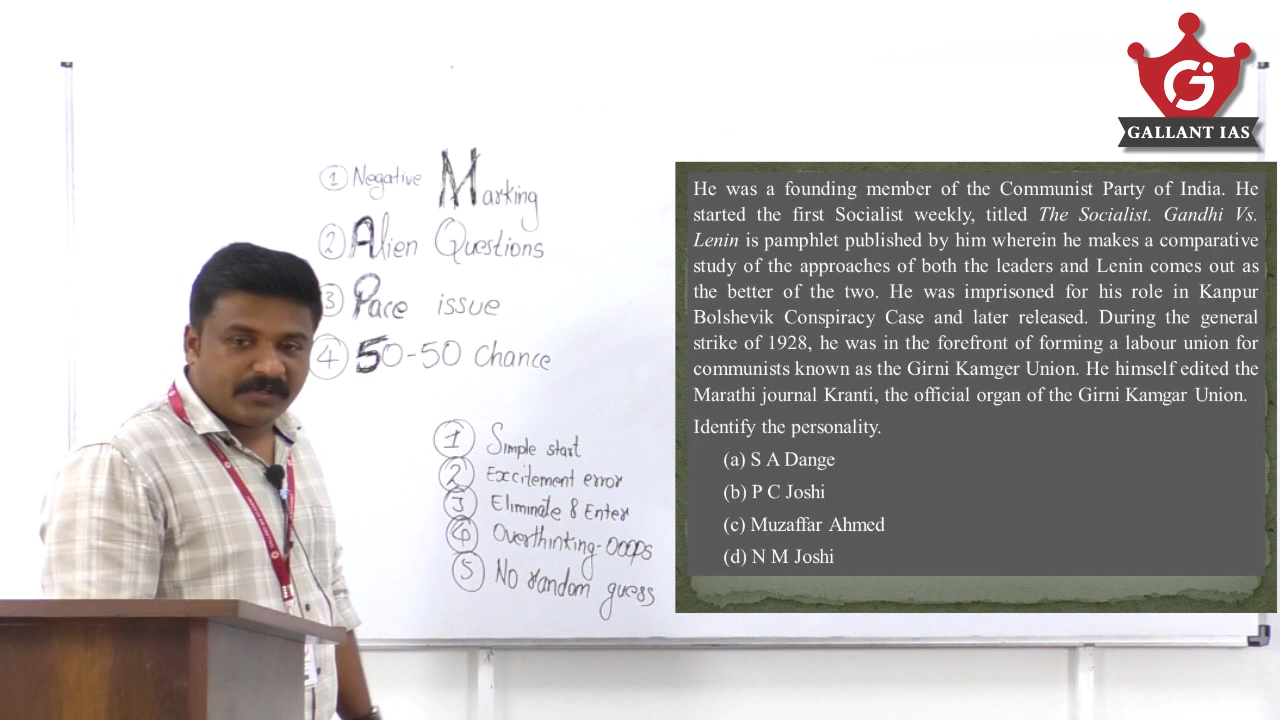 GALLANT IAS
① Negative Marking
② Alien Questions
③ Pace issue
④ 50-50 Chance
① Simple start
② Excitement error
③ Eliminate & Enter
④ Overthinking-OOOPS
⑤ No random guess
He was a founding member of the Communist Party of India. He
started the first Socialist weekly, titled The Socialist. Gandhi Vs.
Lenin is pamphlet published by him wherein he makes a comparative
study of the approaches of both the leaders and Lenin comes out as
the better of the two. He was imprisoned for his role in Kanpur
Bolshevik Conspiracy Case and later released. During the general
strike of 1928, he was in the forefront of forming a labour union for
communists known as the Girni Kamger Union. He himself edited the
Marathi journal Kranti, the official organ of the Girni Kamgar Union.
Identify the personality.
(a) S A Dange
(b) P C Joshi
(c) Muzaffar Ahmed
(d) N M Joshi